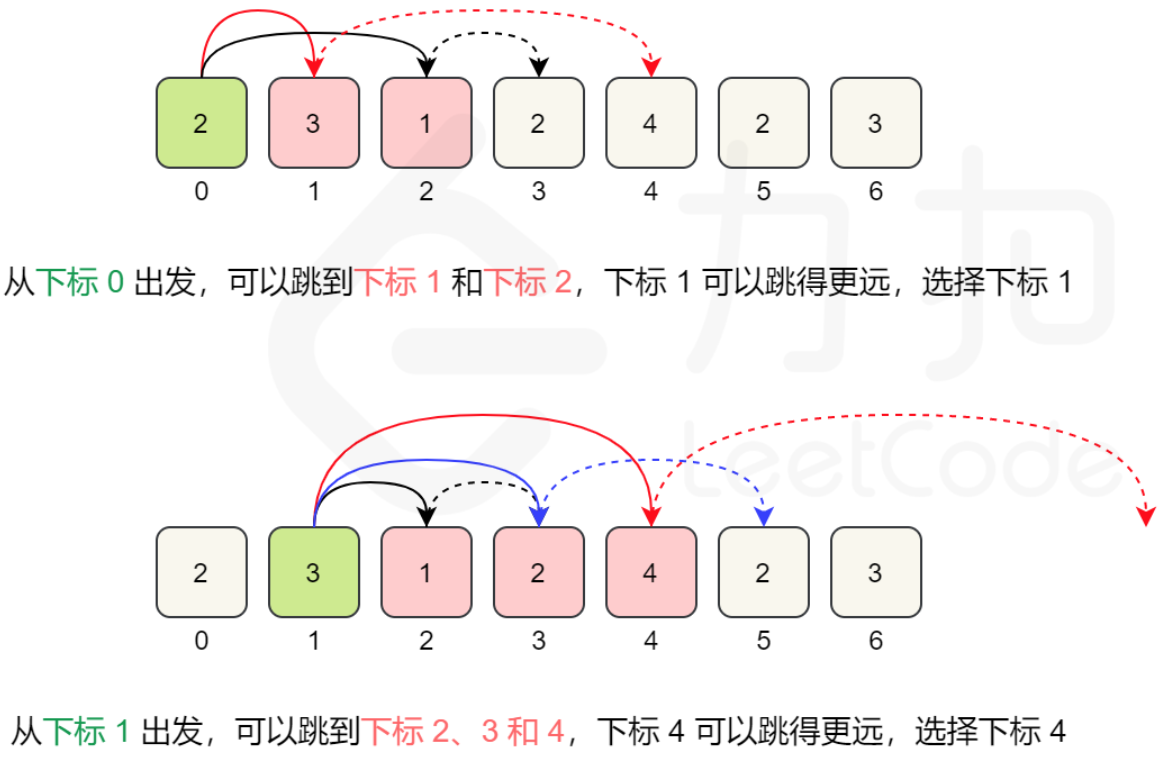 2 3 1 2 4 2 3
0 1 2 3 4 5 6
从下标 0 出发，可以跳到下标 1 和下标 2，下标 1 可以跳得更远，选择下标 1
力扣
LeetCode
2 3 1 2 4 2 3
0 1 2 3 4 5 6
从下标 1 出发，可以跳到下标 2、3 和 4，下标 4 可以跳得更远，选择下标 4